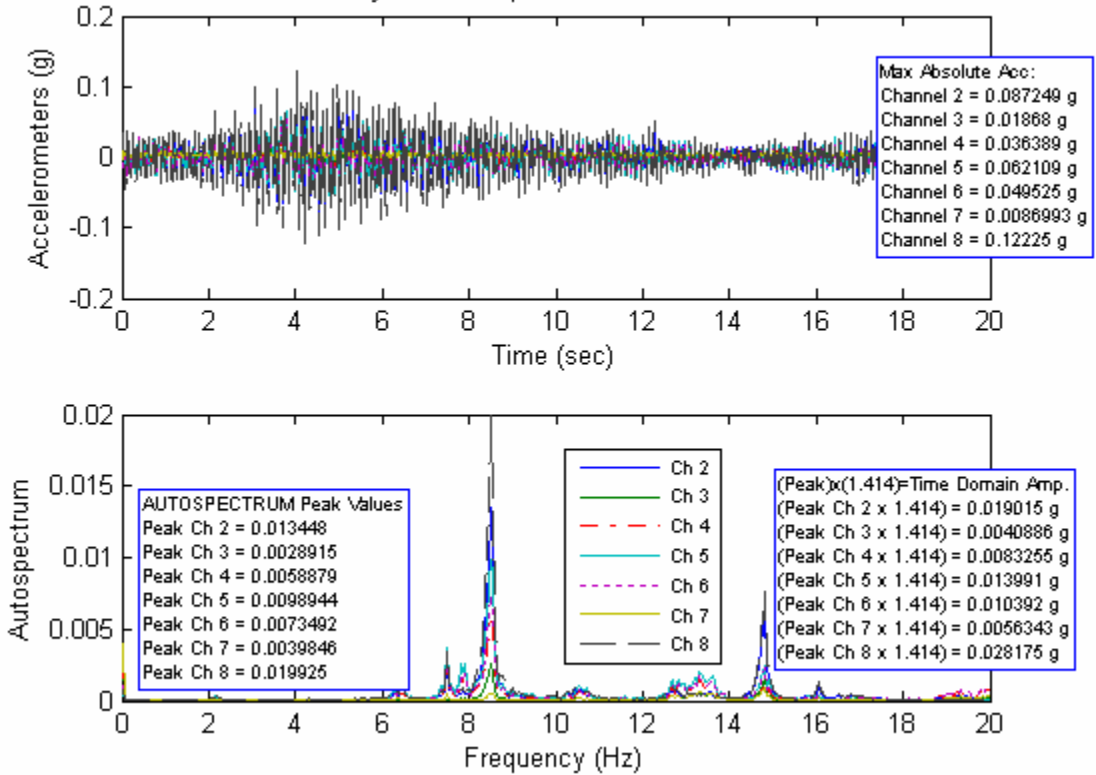 0.2
0.1
0
-0.1
-0.2
Accelerometers (g)
0 2 4 6 8 10 12 14 16 18 20
Time (sec)
Max Absolute Acc:
Channel 2 = 0.087249 g
Channel 3 = 0.01868 g
Channel 4 = 0.036389 g
Channel 5 = 0.062109 g
Channel 6 = 0.049525 g
Channel 7 = 0.0086993 g
Channel 8 = 0.12225 g
0.02
0.015
0.01
0.005
0
Autospectrum
AUTOSPECTRUM Peak Values
Peak Ch 2 = 0.013448
Peak Ch 3 = 0.0028915
Peak Ch 4 = 0.0058879
Peak Ch 5 = 0.0098944
Peak Ch 6 = 0.0073492
Peak Ch 7 = 0.0039846
Peak Ch 8 = 0.019925
Ch 2
Ch 3
Ch 4
Ch 5
Ch 6
Ch 7
Ch 8
(Peak)x(1.414)=Time Domain Amp.
(Peak Ch 2 x 1.414) = 0.019015 g
(Peak Ch 3 x 1.414) = 0.0040886 g
(Peak Ch 4 x 1.414) = 0.0083255 g
(Peak Ch 5 x 1.414) = 0.013991 g
(Peak Ch 6 x 1.414) = 0.010392 g
(Peak Ch 7 x 1.414) = 0.0056343 g
(Peak Ch 8 x 1.414) = 0.028175 g
0 2 4 6 8 10 12 14 16 18 20
Frequency (Hz)